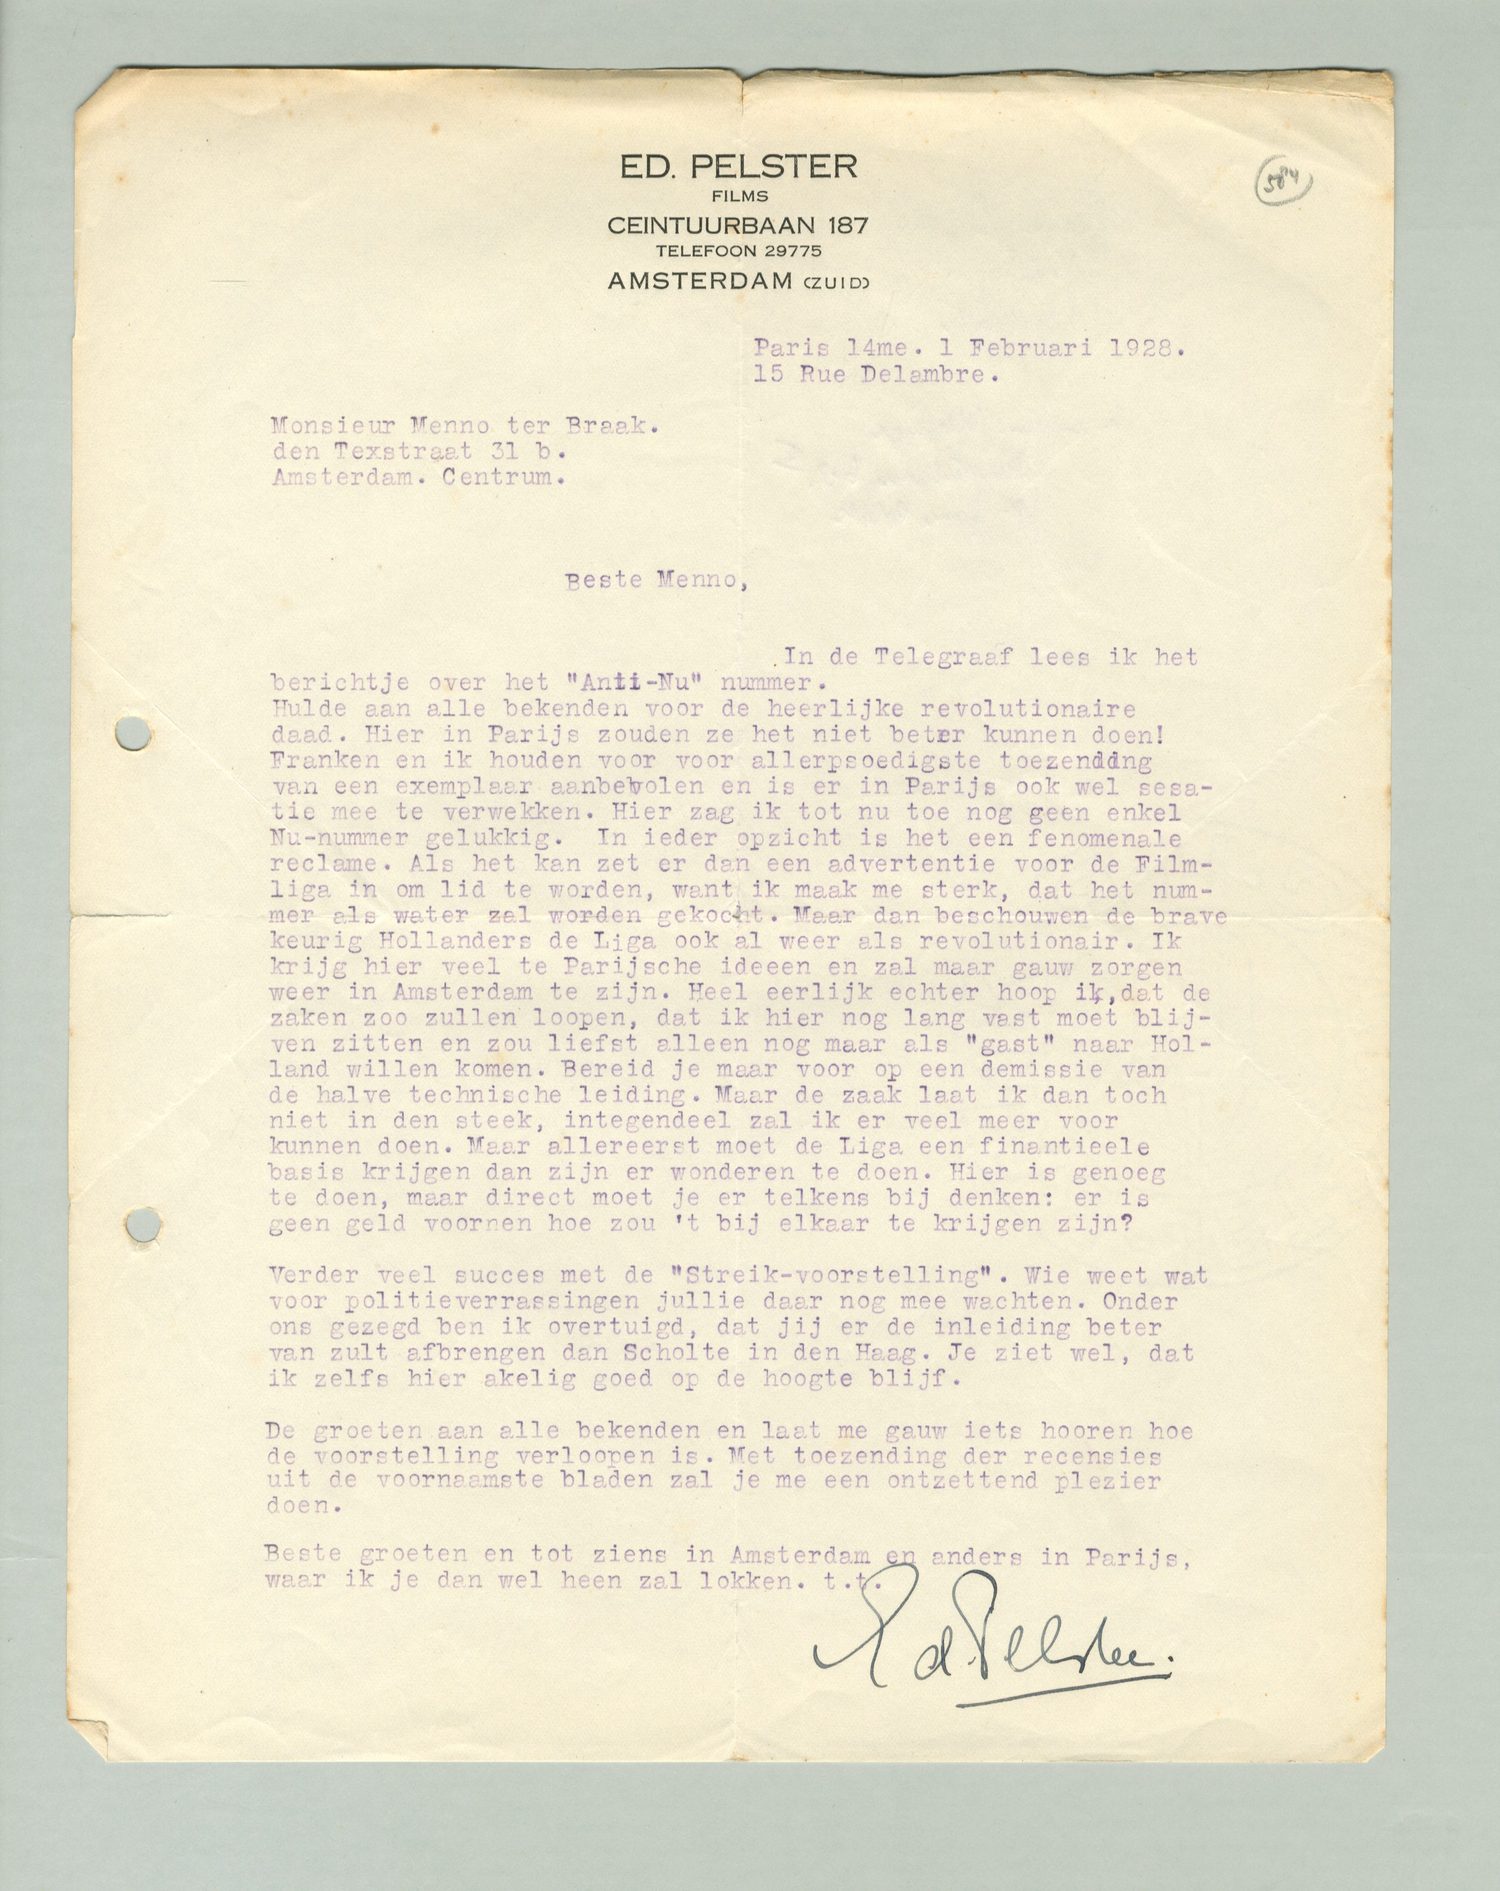 ED. PELSTER
FILMS
CEINTUURBAAN 187
TELEFOON 29775
AMSTERDAM (ZUID)
584
Paris 14me. 1 Februari 1928.
15 Rue Delambre.
Monsieur Menno ter Braak.
den Texstraat 31 b.
Amsterdam. Centrum.
Beste Menno,
In de Telegraaf lees ik het
berichtje over het "Anti-Nu" nummer.
Hulde aan alle bekenden voor de heerlijke revolutionaire
daad. Hier in Parijs zouden ze het niet beter kunnen doen!
Franken en ik houden voor voor allerpsoedigste toezending
van een exemplaar aanbevolen en is er in Parijs ook wel sesa-
tie mee te verwekken. Hier zag ik tot nu toe nog geen enkel
Nu-nummer gelukkig. In ieder opzicht is het een fenomenale
reclame. Als het kan zet er dan een advertentie voor de Film-
liga in om lid te worden, want ik maak me sterk, dat het num-
mer als water zal worden gekocht. Maar dan beschouwen de brave
keurig Hollanders de Liga ook al weer als revolutionair. Ik
krijg hier veel te Parijsche ideeen en zal maar gauw zorgen
weer in Amsterdam te zijn. Heel eerlijk echter hoop ik,dat de
zaken zoo zullen loopen, dat ik hier nog lang vast moet blij-
ven zitten en zou liefst alleen nog maar als "gast" naar Hol-
land willen komen. Bereid je maar voor op een demissie van
de halve technische leiding. Maar de zaak laat ik dan toch
niet in den steek, integendeel zal ik er veel meer voor
kunnen doen. Maar allereerst moet de Liga een finantieele
basis krijgen dan zijn er wonderen te doen. Hier is genoeg
te doen, maar direct moet je er telkens bij denken: er is
geen geld voornen hoe zou 't bij elkaar te krijgen zijn?
Verder veel succes met de "Streik-voorstelling". Wie weet wat
voor politieverrassingen jullie daar nog mee wachten. Onder
ons gezegd ben ik overtuigd, dat jij er de inleiding beter
van zult afbrengen dan Scholte in den Haag. Je ziet wel, dat
ik zelfs hier akelig goed op de hoogte blijf.
De groeten aan alle bekenden en laat me gauw iets hooren hoe
de voorstelling verloopen is. Met toezending der recensies
uit de voornaamste bladen zal je me een ontzettend plezier
doen.
Beste groeten en tot ziens in Amsterdam en anders in Parijs,
waar ik je dan wel heen zal lokken. t.t.
Ed. Pelster.